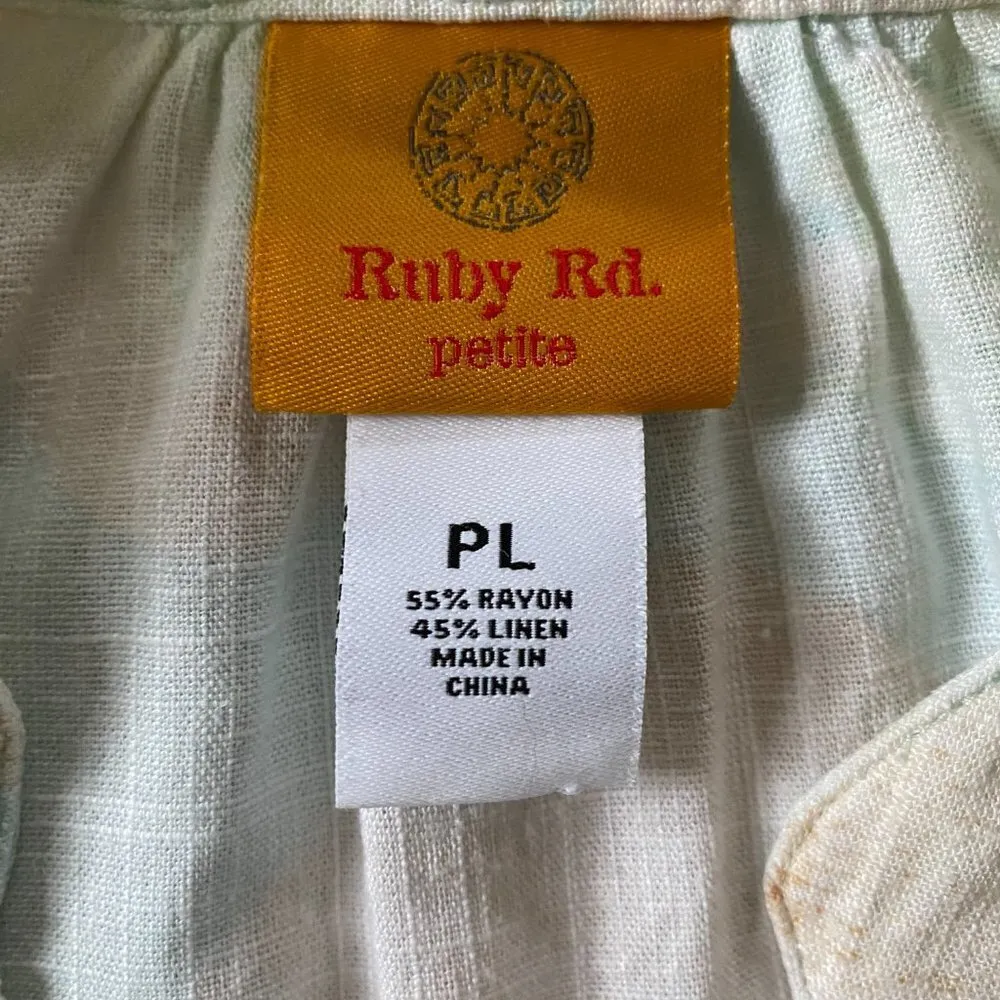 Ruby Rd.
petite
PL
55% RAYON
45% LINEN
MADE IN
CHINA